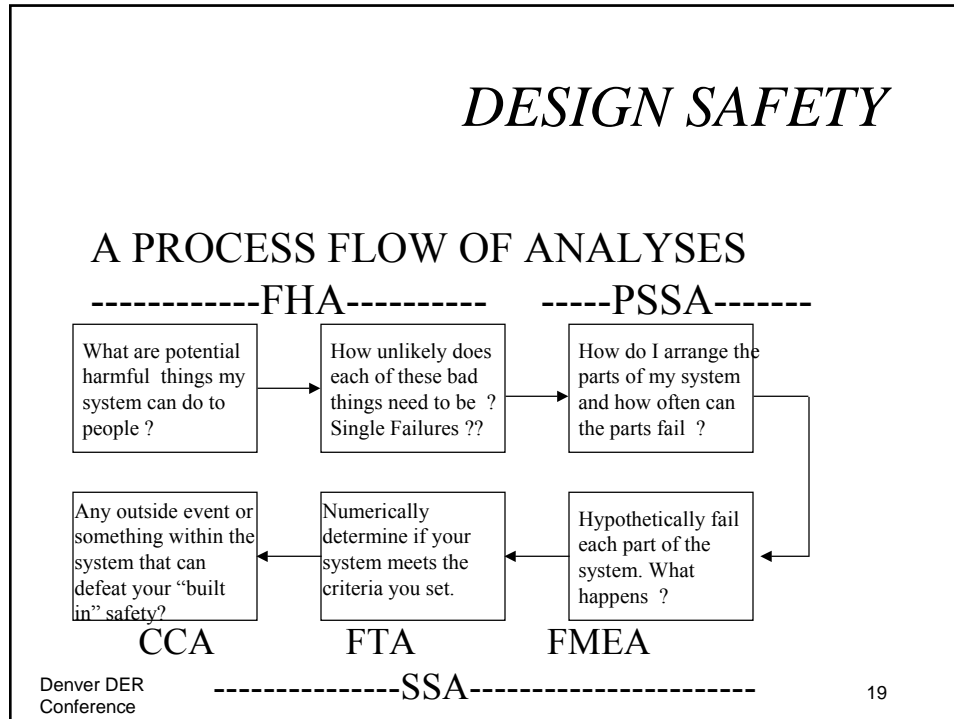 DESIGN SAFETY
A PROCESS FLOW OF ANALYSES
------------FHA---------- -----PSSA-------
What are potential
harmful things my
system can do to
people ?
How unlikely does
each of these bad
things need to be ?
Single Failures ??
How do I arrange the
parts of my system
and how often can
the parts fail ?
Hypothetically fail
each part of the
system. What
happens ?
Numerically
determine if your
system meets the
criteria you set.
Any outside event or
something within the
system that can
defeat your “built
in” safety?
CCA FTA FMEA
---------------SSA-----------------------
Denver DER
Conference
19